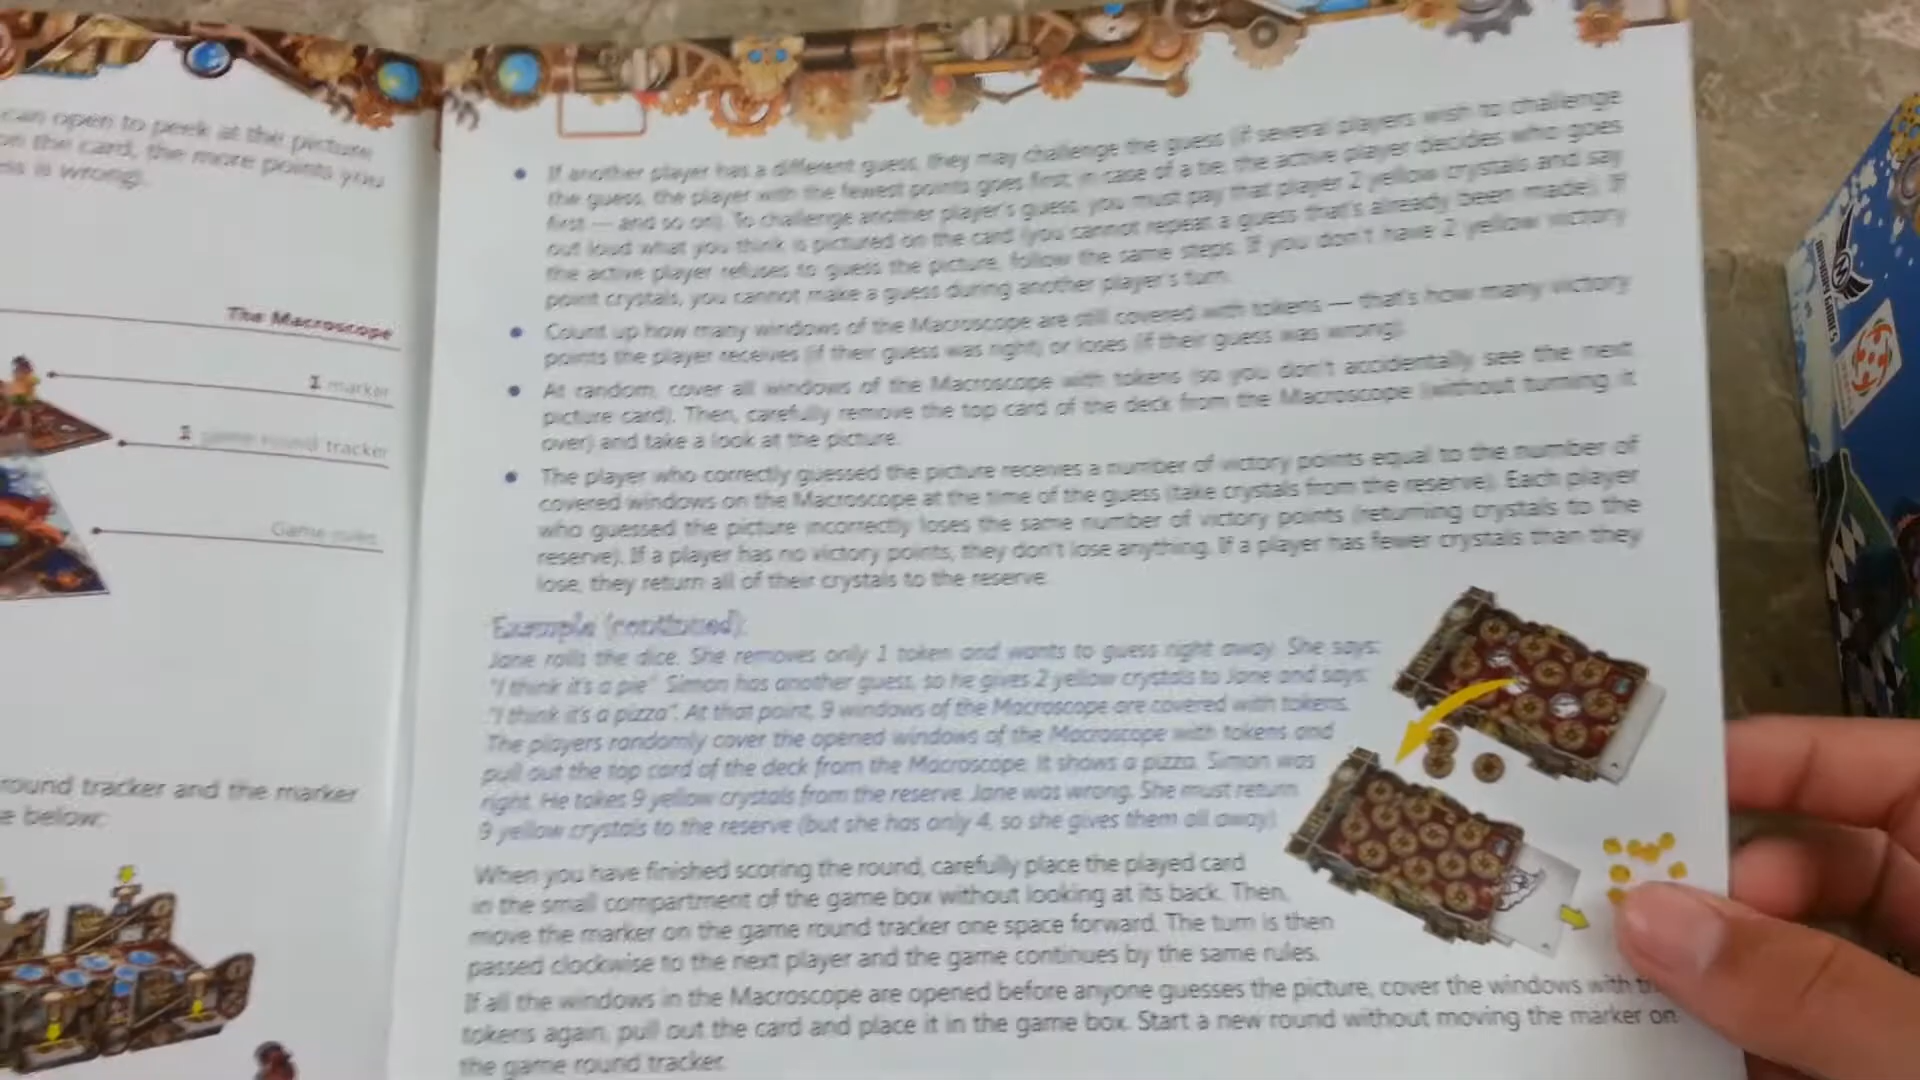 can open to peek at the picture
on the card, the more points you
is wrong).
The Macroscope
1 marker
1 game round tracker
Game rules
round tracker and the marker
below:
• If another player has a different guess, they may challenge the guess (if several players wish to challenge
the guess, the player with the fewest points goes first; in case of a tie, the active player decides who goes
first — and so on). To challenge another player's guess, you must pay that player 2 yellow crystals and say
out loud what you think is pictured on the card (you cannot repeat a guess that's already been made). If
the active player refuses to guess the picture, follow the same steps. If you don't have 2 yellow victory
point crystals, you cannot make a guess during another player's turn.
• Count up how many windows of the Macroscope are still covered with tokens — that's how many victory
points the player receives (if their guess was right) or loses (if their guess was wrong).
• At random, cover all windows of the Macroscope with tokens (so you don't accidentally see the next
picture card). Then, carefully remove the top card of the deck from the Macroscope (without turning it
over) and take a look at the picture.
• The player who correctly guessed the picture receives a number of victory points equal to the number of
covered windows on the Macroscope at the time of the guess (take crystals from the reserve). Each player
who guessed the picture incorrectly loses the same number of victory points (returning crystals to the
reserve). If a player has no victory points, they don't lose anything. If a player has fewer crystals than they
lose, they return all of their crystals to the reserve.
Example (continued):
Jane rolls the dice. She removes only 1 token and wants to guess right away. She says:
"I think it's a pie". Simon has another guess, so he gives 2 yellow crystals to Jane and says:
"I think it's a pizza". At that point, 9 windows of the Macroscope are covered with tokens.
The players randomly cover the opened windows of the Macroscope with tokens and
pull out the top card of the deck from the Macroscope. It shows a pizza. Simon was
right. He takes 9 yellow crystals from the reserve. Jane was wrong. She must return
9 yellow crystals to the reserve (but she has only 4, so she gives them all away).
When you have finished scoring the round, carefully place the played card
in the small compartment of the game box without looking at its back. Then,
move the marker on the game round tracker one space forward. The turn is then
passed clockwise to the next player and the game continues by the same rules.
If all the windows in the Macroscope are opened before anyone guesses the picture, cover the windows with
tokens again, pull out the card and place it in the game box. Start a new round without moving the marker on
the game round tracker.